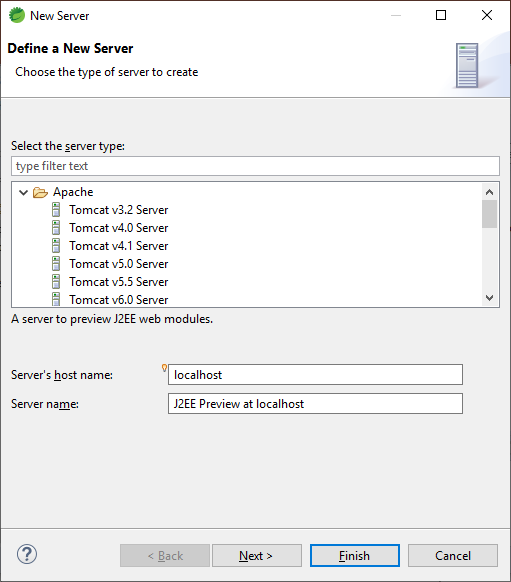 New Server
Define a New Server
Choose the type of server to create
Select the server type:
type filter text
Apache
Tomcat v3.2 Server
Tomcat v4.0 Server
Tomcat v4.1 Server
Tomcat v5.0 Server
Tomcat v5.5 Server
Tomcat v6.0 Server
A server to preview J2EE web modules.
Server's host name: localhost
Server name: J2EE Preview at localhost
? < Back Next > Finish Cancel